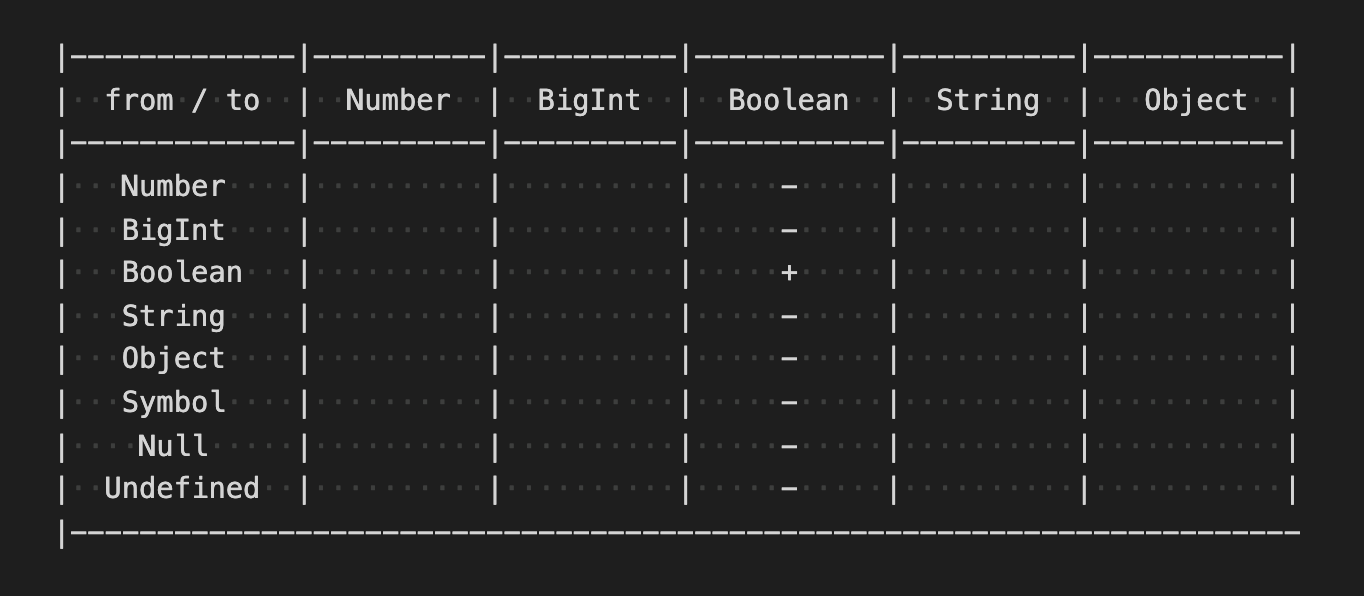 |-------------|----------|----------|-----------|----------|-----------|
|  from / to  |  Number  |  BigInt  |  Boolean  |  String  |   Object  |
|-------------|----------|----------|-----------|----------|-----------|
|   Number    |          |          |     -     |          |           |
|   BigInt    |          |          |     -     |          |           |
|   Boolean   |          |          |     +     |          |           |
|   String    |          |          |     -     |          |           |
|   Object    |          |          |     -     |          |           |
|   Symbol    |          |          |     -     |          |           |
|    Null     |          |          |     -     |          |           |
|  Undefined  |          |          |     -     |          |           |
|-----------------------------------------------------------------------